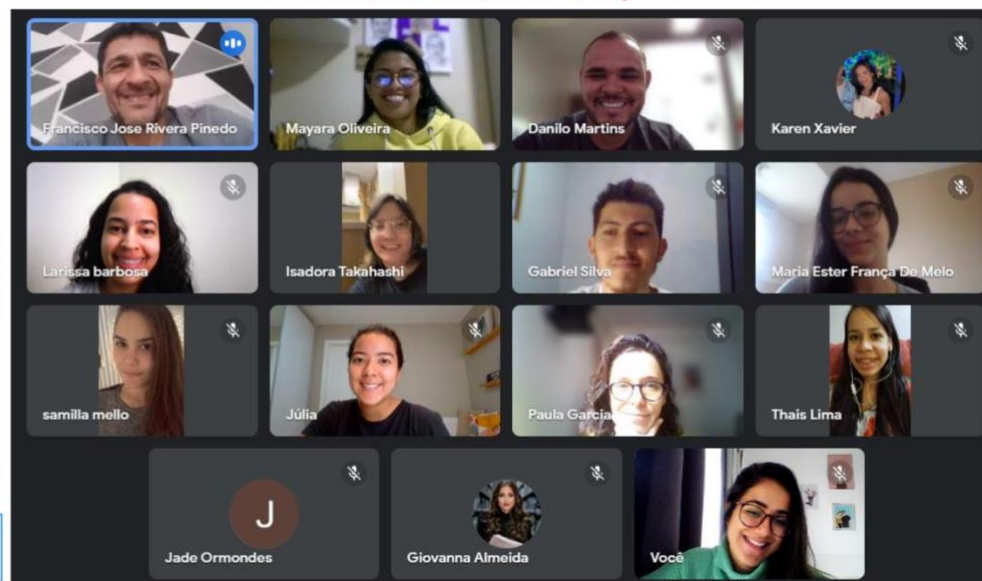 Francisco Jose Rivera Pinedo
Mayara Oliveira
Danilo Martins
Karen Xavier
Larissa barbosa
Isadora Takahashi
Gabriel Silva
Maria Ester França De Melo
samilla mello
Júlia
Paula Garcia
Thais Lima
J
Jade Ormondes
Giovanna Almeida
Você